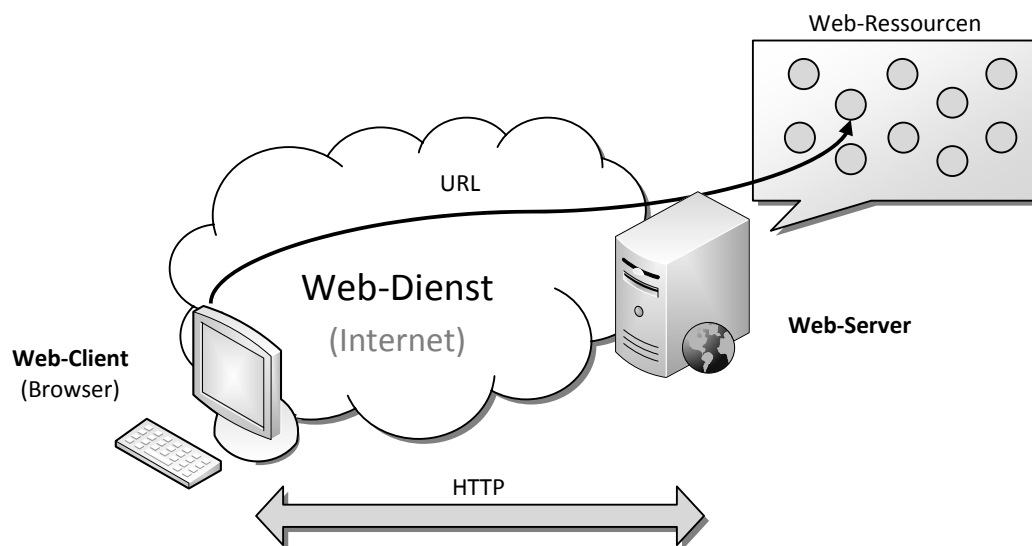 Web-Ressourcen
URL
Web-Dienst
(Internet)
Web-Server
Web-Client
(Browser)
HTTP